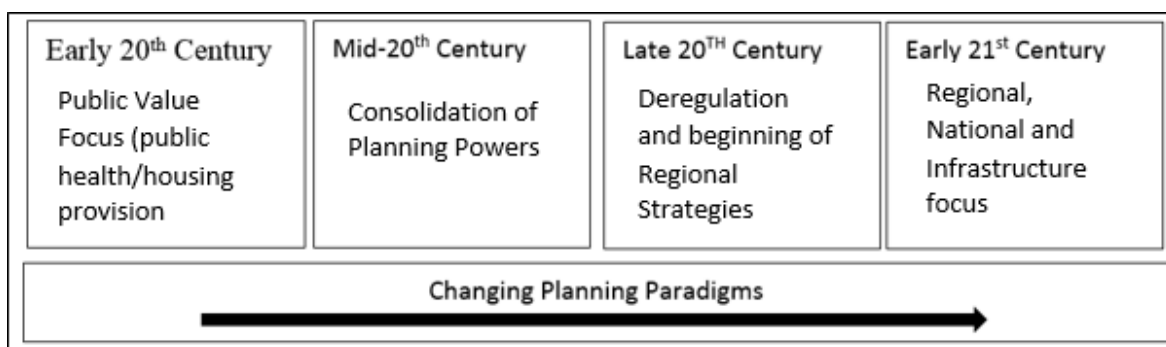 Early 20th Century
Public Value
Focus (public
health/housing
provision
Mid-20th Century
Consolidation of
Planning Powers
Late 20TH Century
Deregulation
and beginning of
Regional
Strategies
Early 21st Century
Regional,
National and
Infrastructure
focus
Changing Planning Paradigms